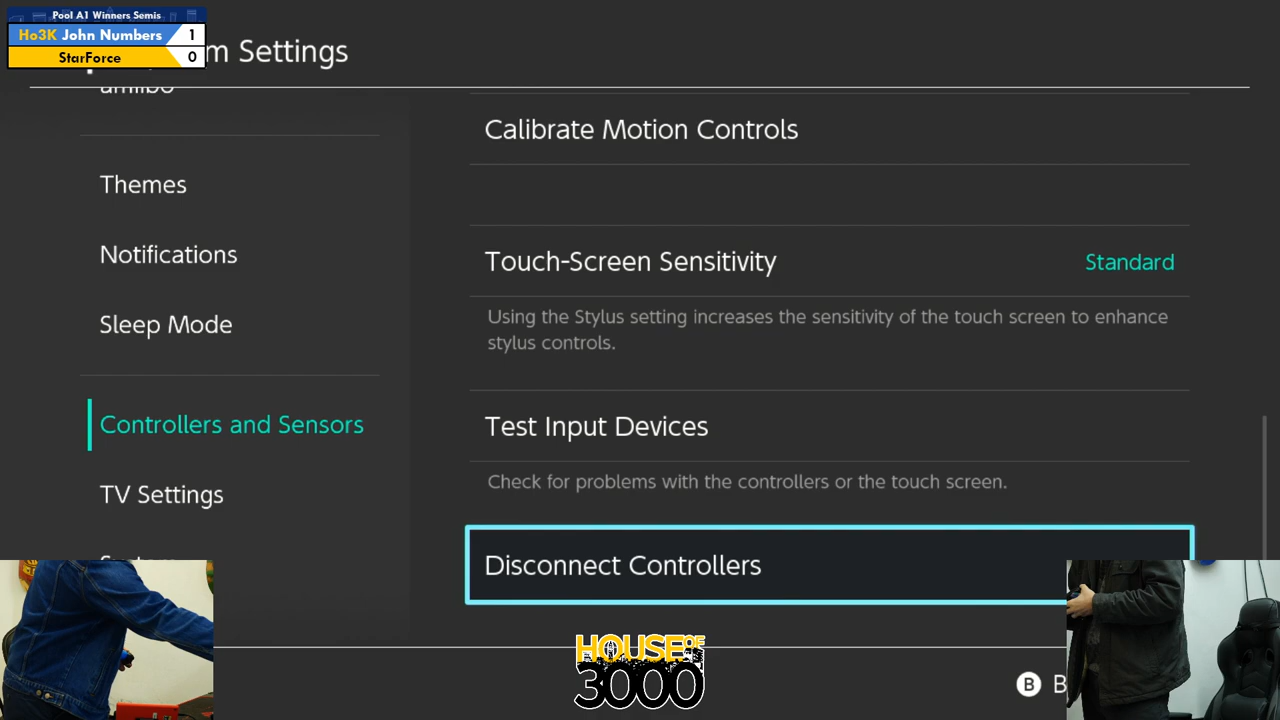 Pool A1 Winners Semis
Ho3K John Numbers 1
StarForce 0
m Settings
amiibo
Themes
Notifications
Sleep Mode
Controllers and Sensors
TV Settings
Calibrate Motion Controls
Touch-Screen Sensitivity Standard
Using the Stylus setting increases the sensitivity of the touch screen to enhance
stylus controls.
Test Input Devices
Check for problems with the controllers or the touch screen.
Disconnect Controllers
HOUSE OF
3000
B B